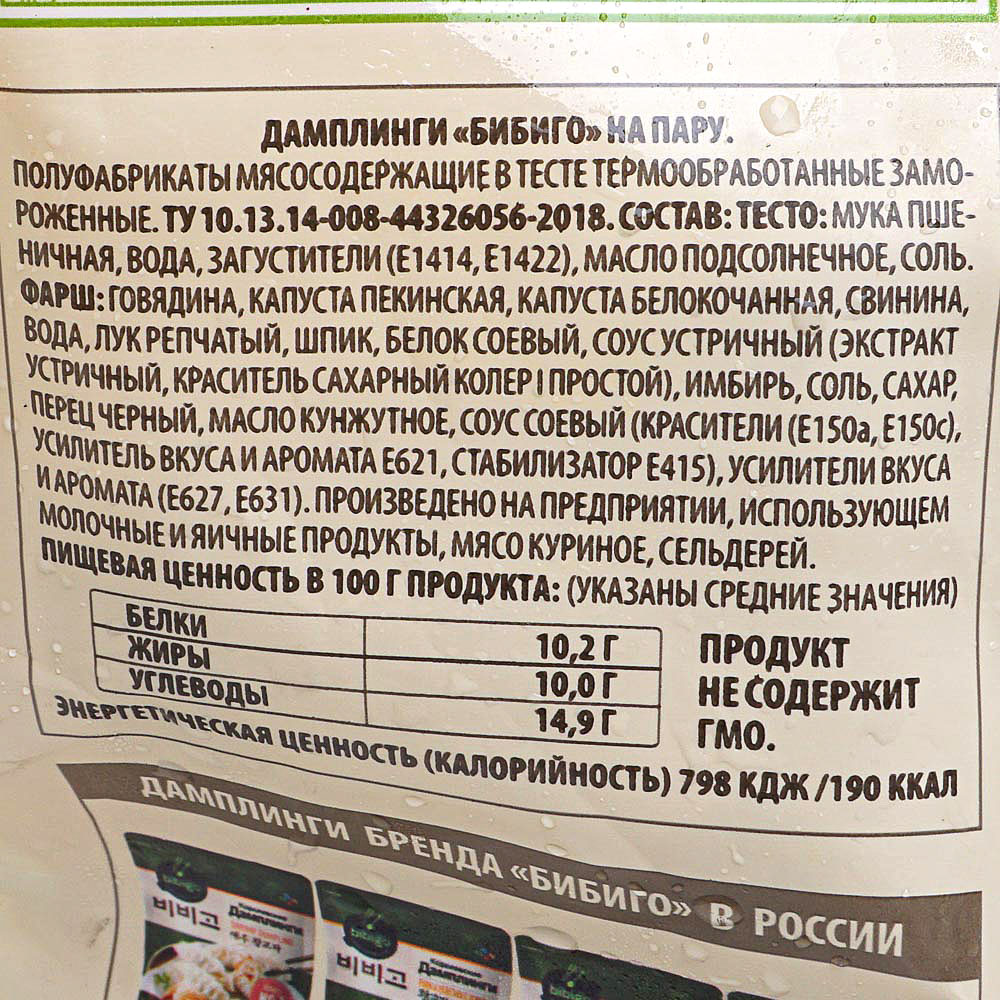 ДАМПЛИНГИ «БИБИГО» НА ПАРУ.
ПОЛУФАБРИКАТЫ МЯСОСОДЕРЖАЩИЕ В ТЕСТЕ ТЕРМООБРАБОТАННЫЕ ЗАМО-
РОЖЕННЫЕ. ТУ 10.13.14-008-44326056-2018. СОСТАВ: ТЕСТО: МУКА ПШЕ-
НИЧНАЯ, ВОДА, ЗАГУСТИТЕЛИ (Е1414, Е1422), МАСЛО ПОДСОЛНЕЧНОЕ, СОЛЬ.
ФАРШ: ГОВЯДИНА, КАПУСТА ПЕКИНСКАЯ, КАПУСТА БЕЛОКОЧАННАЯ, СВИНИНА,
ВОДА, ЛУК РЕПЧАТЫЙ, ШПИК, БЕЛОК СОЕВЫЙ, СОУС УСТРИЧНЫЙ (ЭКСТРАКТ
УСТРИЧНЫЙ, КРАСИТЕЛЬ САХАРНЫЙ КОЛЕР I ПРОСТОЙ), ИМБИРЬ, СОЛЬ, САХАР,
ПЕРЕЦ ЧЕРНЫЙ, МАСЛО КУНЖУТНОЕ, СОУС СОЕВЫЙ (КРАСИТЕЛИ (Е150a, Е150c),
УСИЛИТЕЛЬ ВКУСА И АРОМАТА Е621, СТАБИЛИЗАТОР Е415), УСИЛИТЕЛИ ВКУСА
И АРОМАТА (Е627, Е631). ПРОИЗВЕДЕНО НА ПРЕДПРИЯТИИ, ИСПОЛЬЗУЮЩЕМ
МОЛОЧНЫЕ И ЯИЧНЫЕ ПРОДУКТЫ, МЯСО КУРИНОЕ, СЕЛЬДЕРЕЙ.
ПИЩЕВАЯ ЦЕННОСТЬ В 100 Г ПРОДУКТА: (УКАЗАНЫ СРЕДНИЕ ЗНАЧЕНИЯ)
БЕЛКИ 10,2 Г
ЖИРЫ 10,0 Г
УГЛЕВОДЫ 14,9 Г
ПРОДУКТ
НЕ СОДЕРЖИТ
ГМО.
ЭНЕРГЕТИЧЕСКАЯ ЦЕННОСТЬ (КАЛОРИЙНОСТЬ) 798 КДЖ /190 ККАЛ
ДАМПЛИНГИ БРЕНДА «БИБИГО» В РОССИИ
비비고
Дамплинги
bibigo
비비고
Корейские
Дамплинги